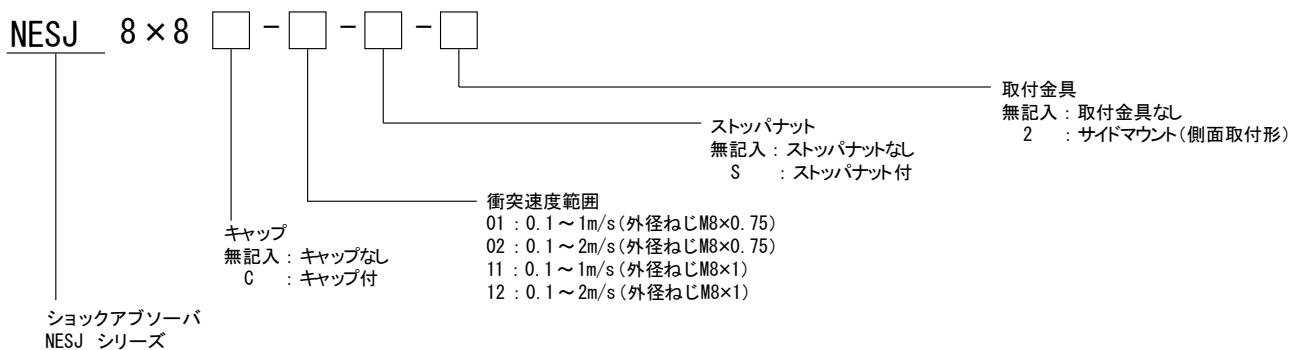 NESJ 8×8 □-□-□-□
取付金具
無記入：取付金具なし
2 ：サイドマウント(側面取付形)
ストッパナット
無記入：ストッパナットなし
S ：ストッパナット付
衝突速度範囲
01：0.1～1m/s(外径ねじM8×0.75)
02：0.1～2m/s(外径ねじM8×0.75)
11：0.1～1m/s(外径ねじM8×1)
12：0.1～2m/s(外径ねじM8×1)
キャップ
無記入：キャップなし
C ：キャップ付
ショックアブソーバ
NESJ シリーズ